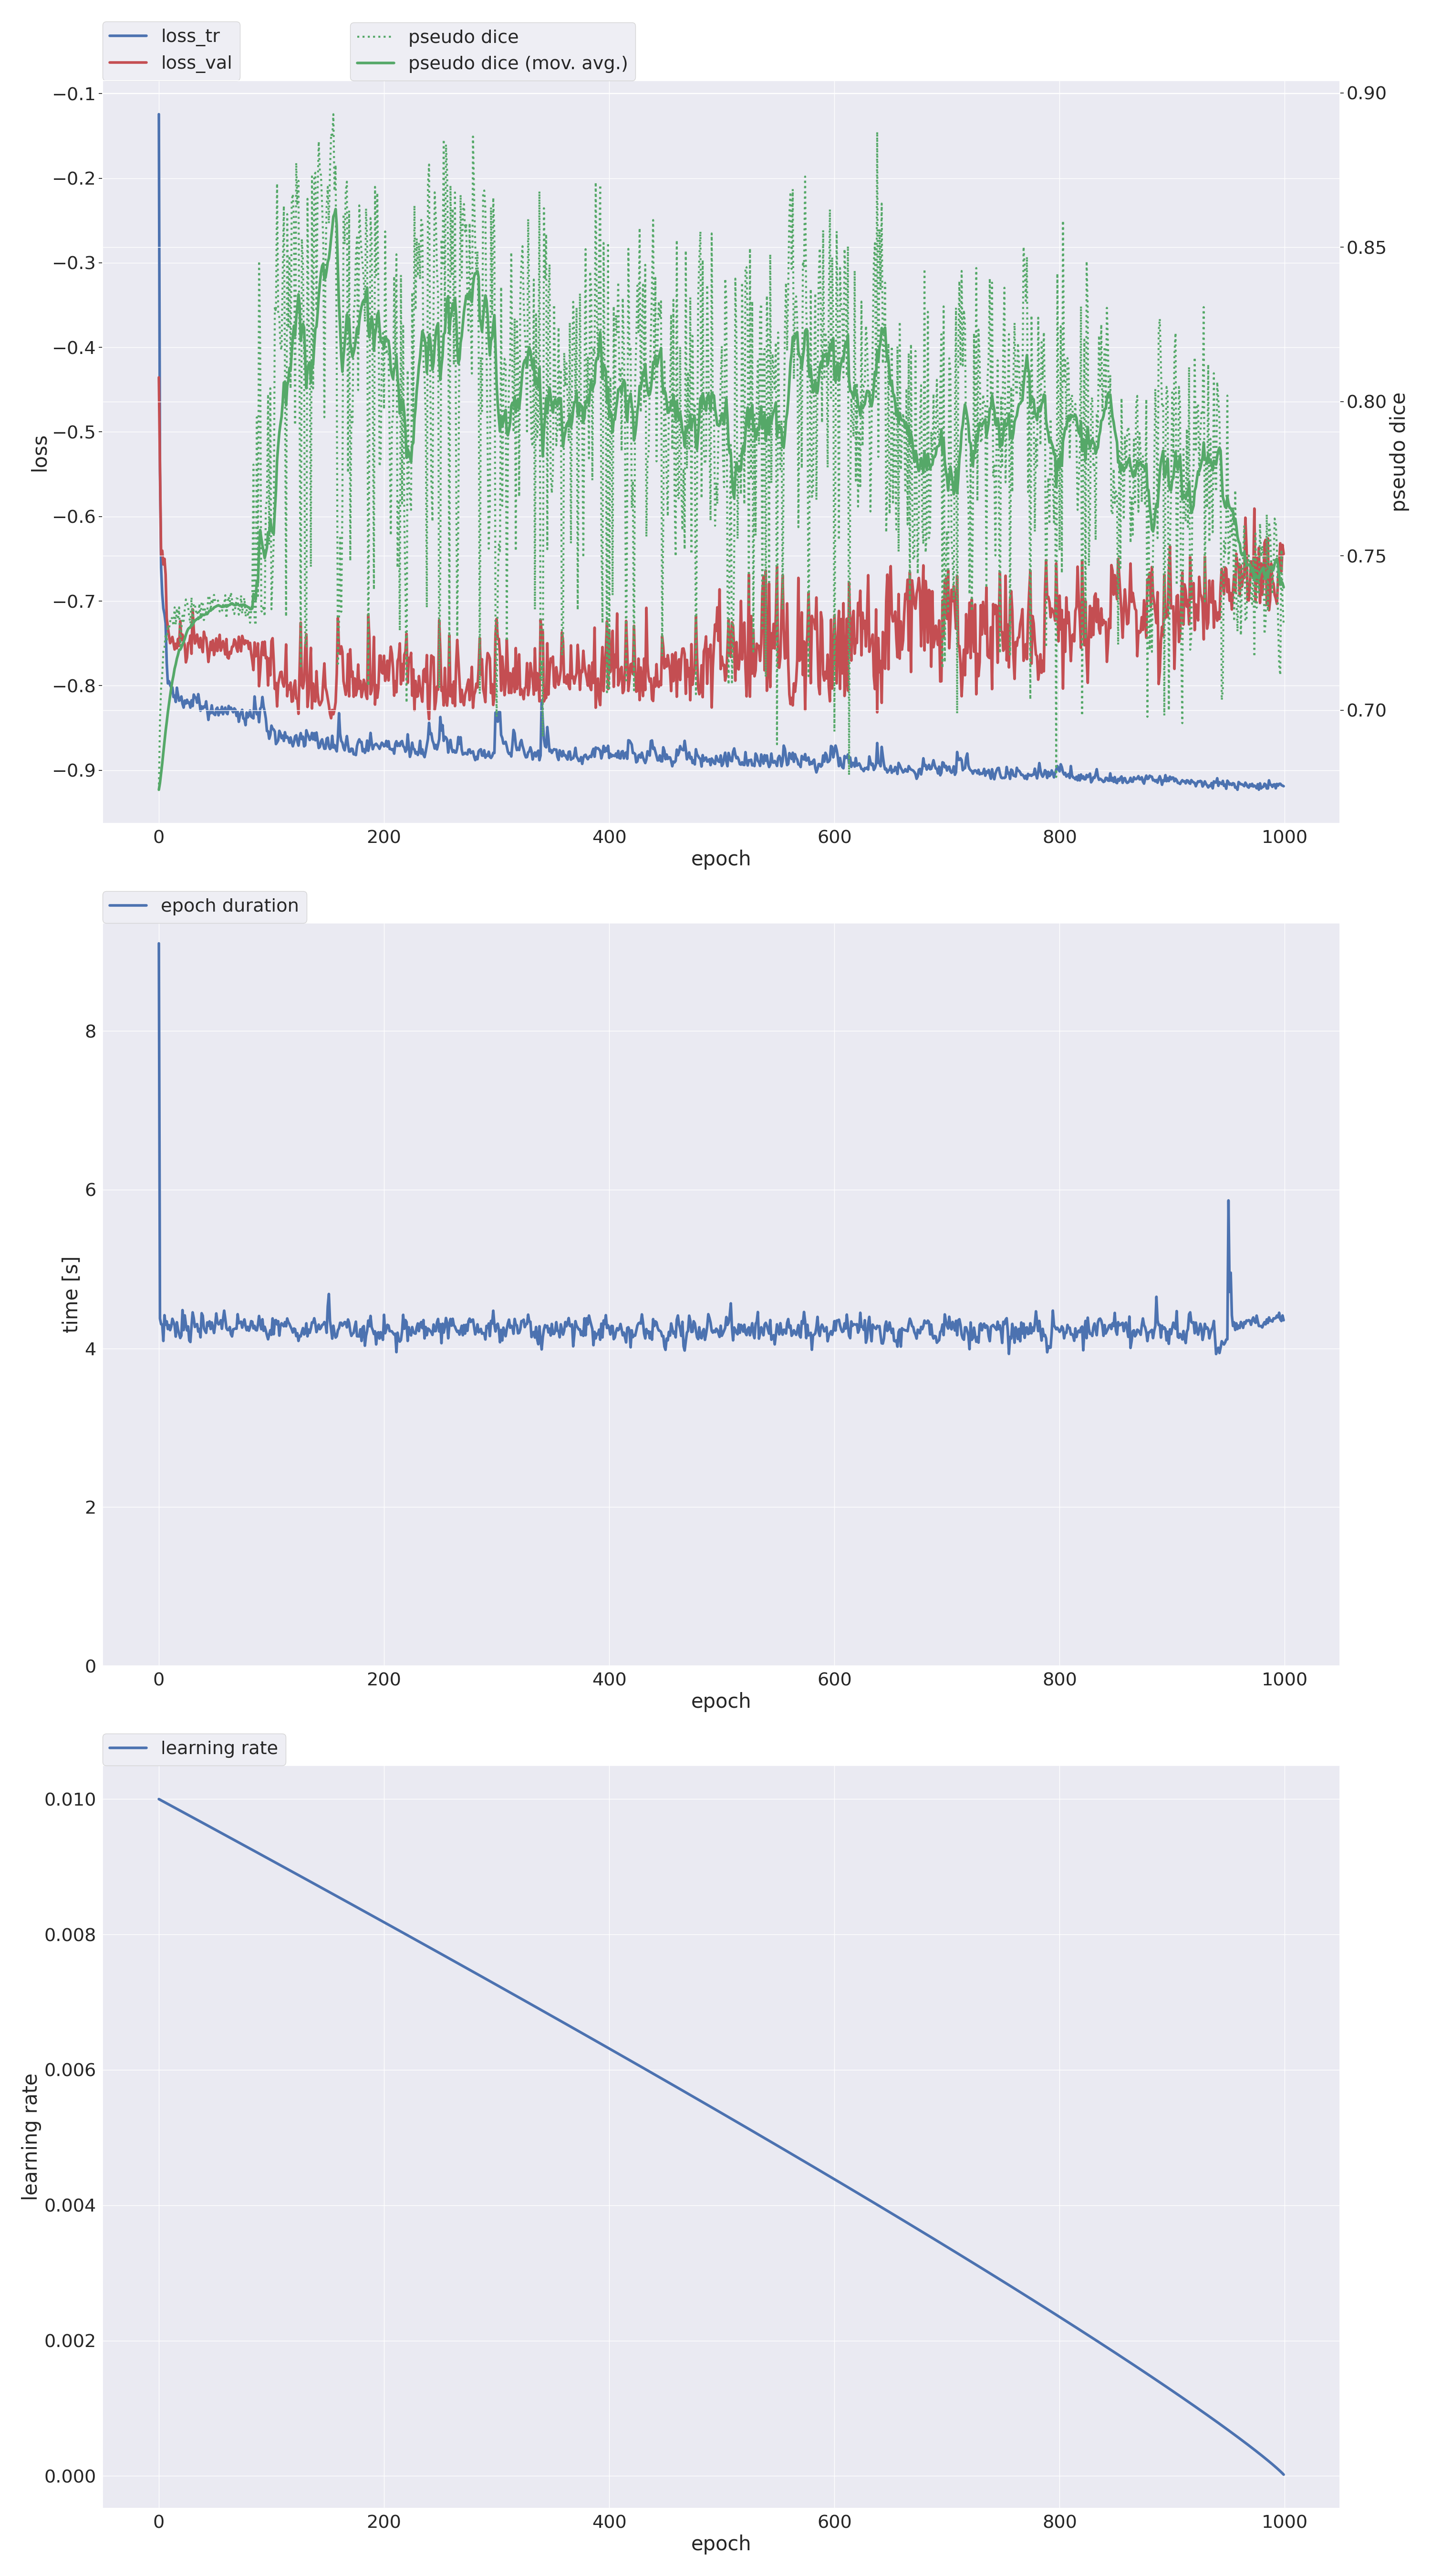 loss_tr
loss_val
pseudo dice
pseudo dice (mov. avg.)
−0.1
−0.2
−0.3
−0.4
−0.5
−0.6
−0.7
−0.8
−0.9
loss
0.90
0.85
0.80
0.75
0.70
pseudo dice
0 200 400 600 800 1000
epoch
epoch duration
8
6
4
2
0
time [s]
0 200 400 600 800 1000
epoch
learning rate
0.010
0.008
0.006
0.004
0.002
0.000
learning rate
0 200 400 600 800 1000
epoch